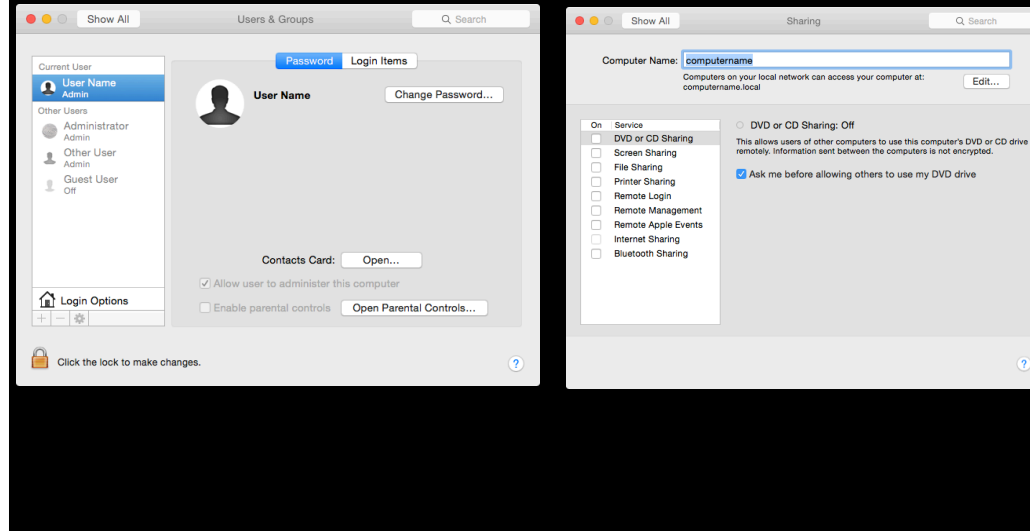 Show All
Users & Groups
Search
Password
Login Items
Current User
User Name
Admin
Other Users
Administrator
Admin
Other User
Admin
Guest User
Off
Login Options
+ −
User Name
Change Password...
Contacts Card:
Open...
Allow user to administer this computer
Enable parental controls
Open Parental Controls...
Click the lock to make changes.
?
Show All
Sharing
Search
Computer Name:
computername
Computers on your local network can access your computer at:
computername.local
Edit...
On
Service
DVD or CD Sharing
Screen Sharing
File Sharing
Printer Sharing
Remote Login
Remote Management
Remote Apple Events
Internet Sharing
Bluetooth Sharing
DVD or CD Sharing: Off
This allows users of other computers to use this computer's DVD or CD drive
remotely. Information sent between the computers is not encrypted.
Ask me before allowing others to use my DVD drive
?